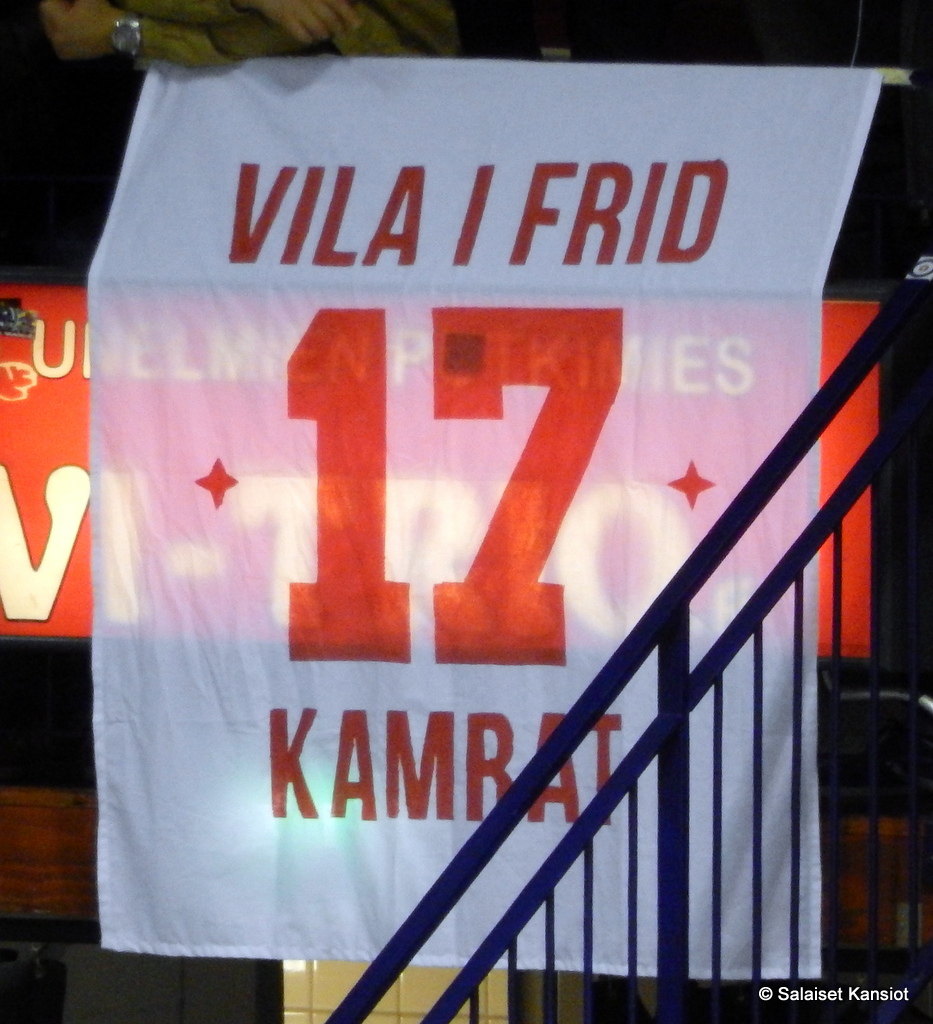 VILA I FRID
17
KAMRAT
© Salaiset Kansiot